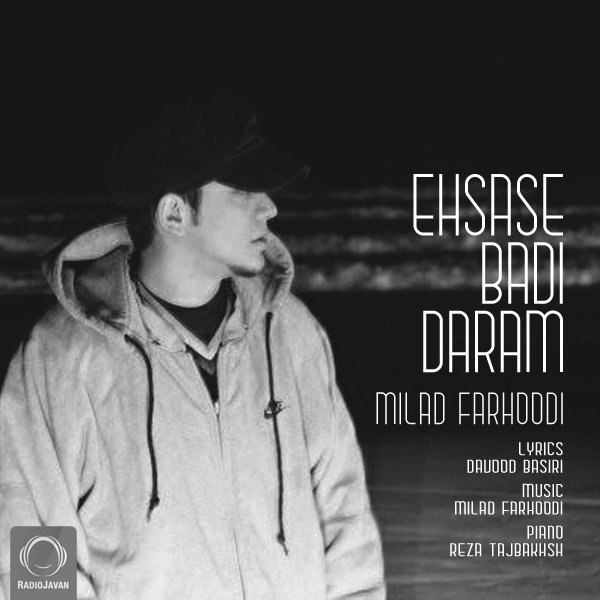 EHSASE
BADI
DARAM
MILAD FARHOODI
LYRICS
DAVOOD BASIRI
MUSIC
MILAD FARHOODI
PIANO
REZA TAJBAKHSH
RADIOJAVAN